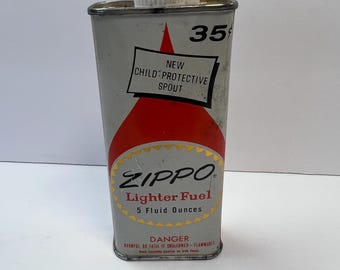 35¢
NEW
CHILD PROTECTIVE
SPOUT
ZIPPO
Lighter Fuel
5 Fluid Ounces
DANGER
HARMFUL OR FATAL IF SWALLOWED - FLAMMABLE